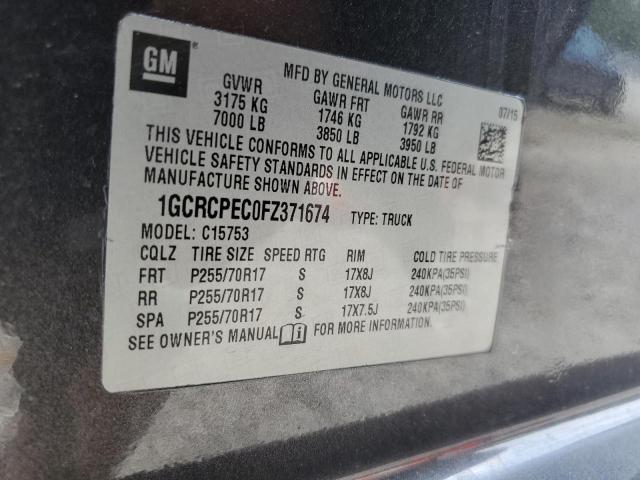 GM
MFD BY GENERAL MOTORS LLC 07/15
GVWR GAWR FRT GAWR RR
3175 KG 1746 KG 1792 KG
7000 LB 3850 LB 3950 LB
THIS VEHICLE CONFORMS TO ALL APPLICABLE U.S. FEDERAL MOTOR
VEHICLE SAFETY STANDARDS IN EFFECT ON THE DATE OF
MANUFACTURE SHOWN ABOVE.
1GCRCPEC0FZ371674 TYPE: TRUCK
MODEL: C15753
CQLZ TIRE SIZE SPEED RTG RIM COLD TIRE PRESSURE
FRT P255/70R17 S 17X8J 240KPA(35PSI)
RR P255/70R17 S 17X8J 240KPA(35PSI)
SPA P255/70R17 S 17X7.5J 240KPA(35PSI)
SEE OWNER'S MANUAL FOR MORE INFORMATION.